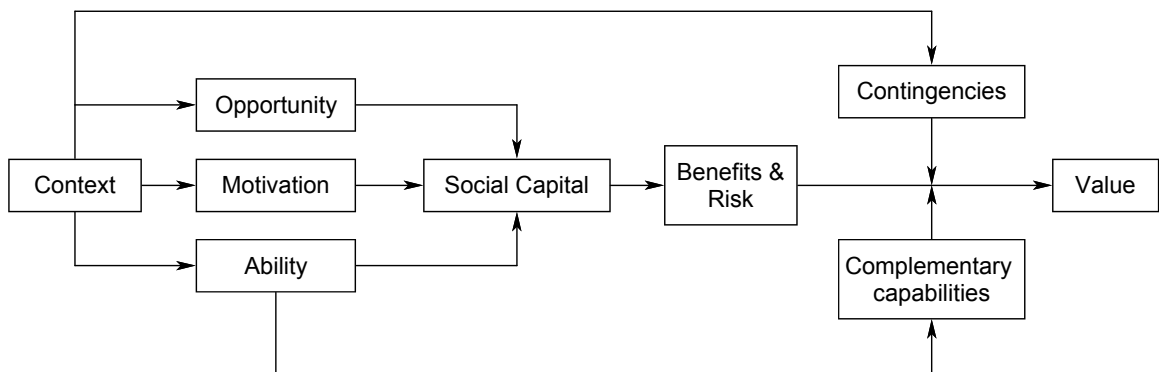 Contingencies
Opportunity
Context
Motivation
Social Capital
Benefits &
Risk
Value
Ability
Complementary
capabilities